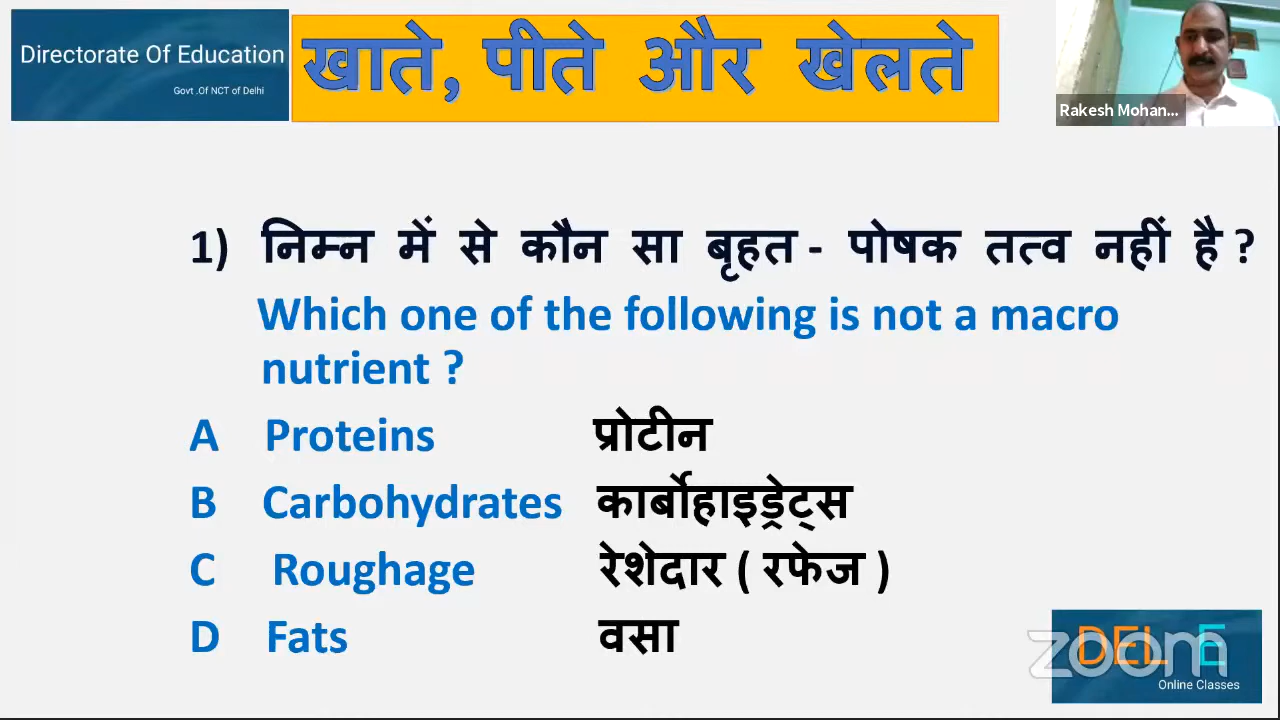 Directorate Of Education
Govt .Of NCT of Delhi
खाते, पीते और खेलते
Rakesh Mohan...
1) निम्न में से कौन सा बृहत - पोषक तत्व नहीं है ?
Which one of the following is not a macro
nutrient ?
A Proteins प्रोटीन
B Carbohydrates कार्बोहाइड्रेट्स
C Roughage रेशेदार ( रफेज )
D Fats वसा
zoom
DEL E
Online Classes